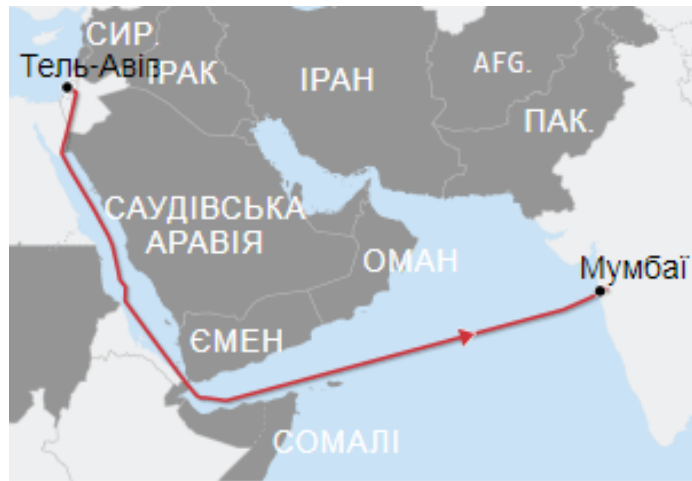 СИР.
Тель-Авів
ІРАК
ІРАН
AFG.
ПАК.
САУДІВСЬКА
АРАВІЯ
ОМАН
Мумбаї
ЄМЕН
СОМАЛІ